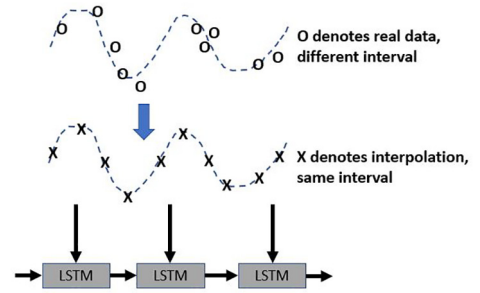 O denotes real data,
different interval
X denotes interpolation,
same interval
LSTM
LSTM
LSTM